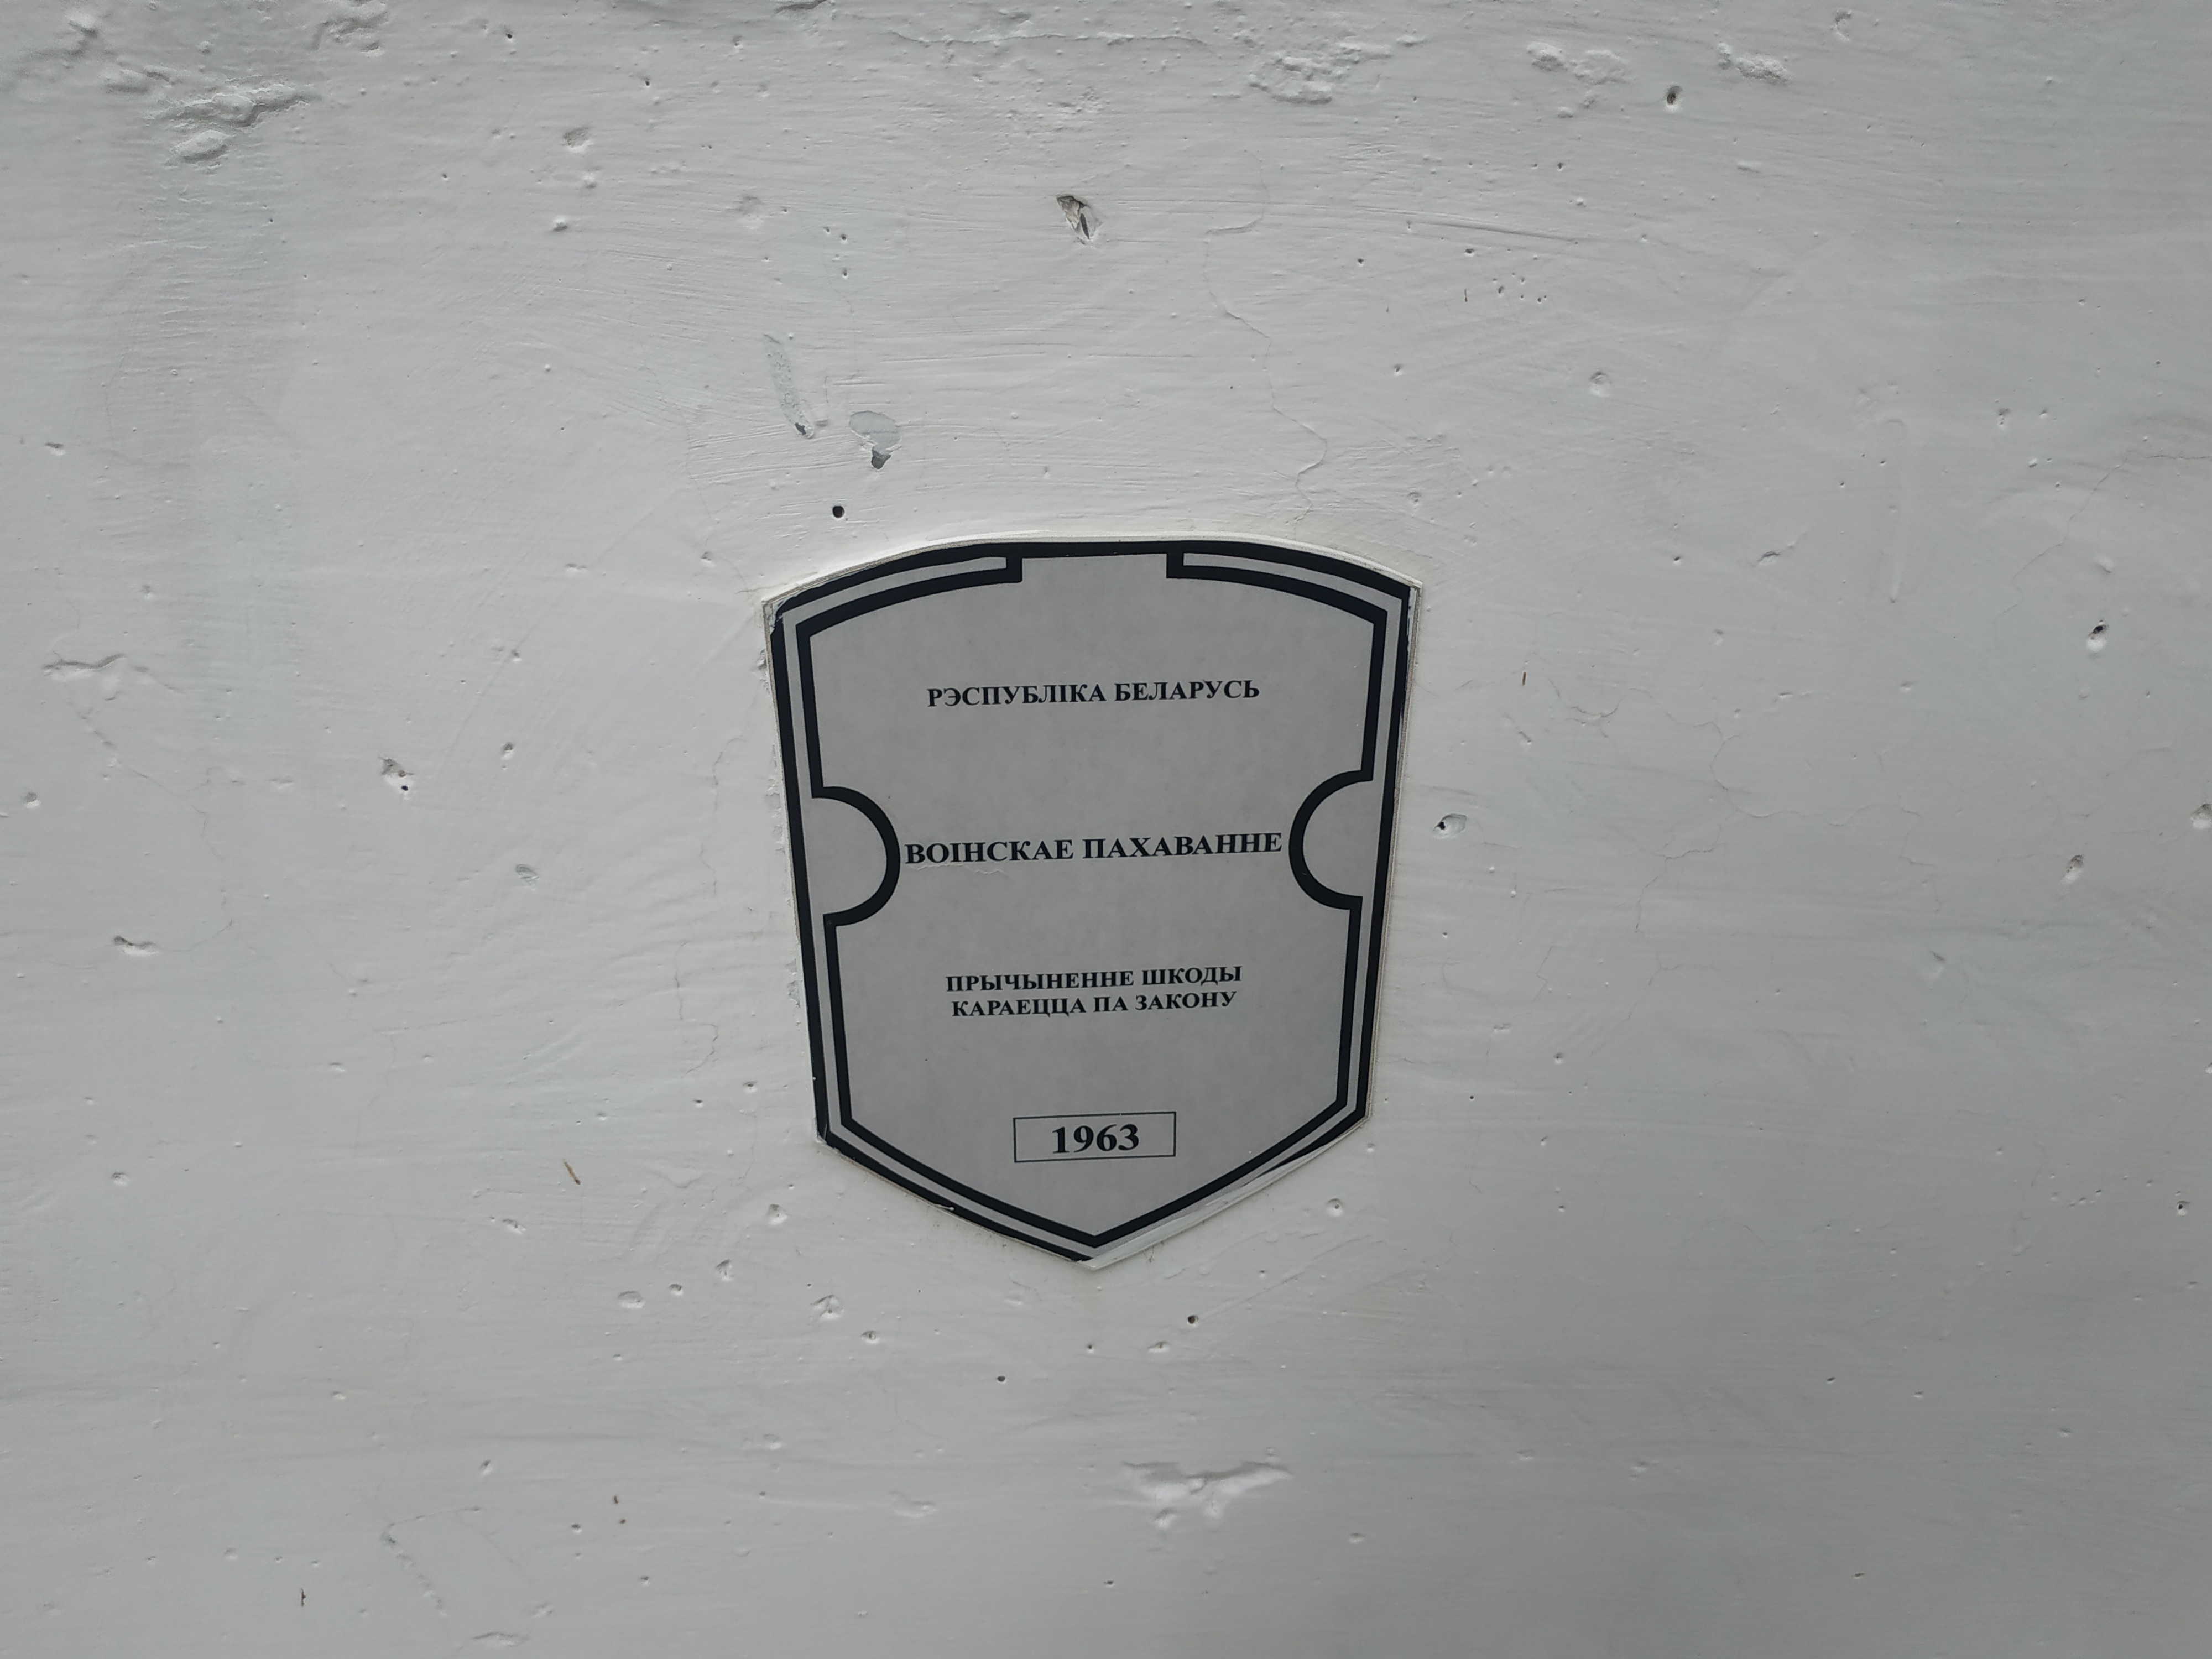 РЭСПУБЛІКА БЕЛАРУСЬ
ВОІНСКАЕ ПАХАВАННЕ
ПРЫЧЫНЕННЕ ШКОДЫ
КАРАЕЦЦА ПА ЗАКОНУ
1963